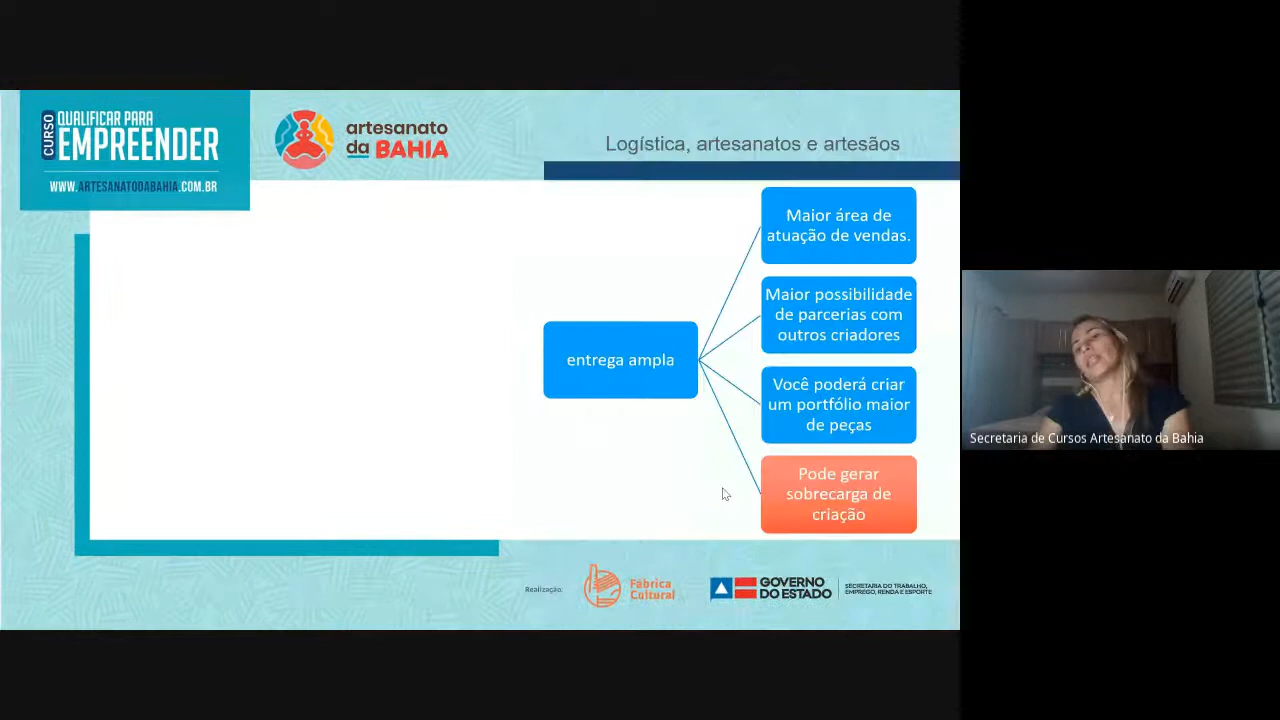 CURSO
QUALIFICAR PARA
EMPREENDER
WWW.ARTESANATODABAHIA.COM.BR
artesanato
da BAHIA
Logística, artesanatos e artesãos
entrega ampla
Maior área de
atuação de vendas.
Maior possibilidade
de parcerias com
outros criadores
Você poderá criar
um portfólio maior
de peças
Pode gerar
sobrecarga de
criação
Secretaria de Cursos Artesanato da Bahia
Realização:
Fábrica
Cultural
GOVERNO
DO ESTADO
SECRETARIA DO TRABALHO,
EMPREGO, RENDA E ESPORTE